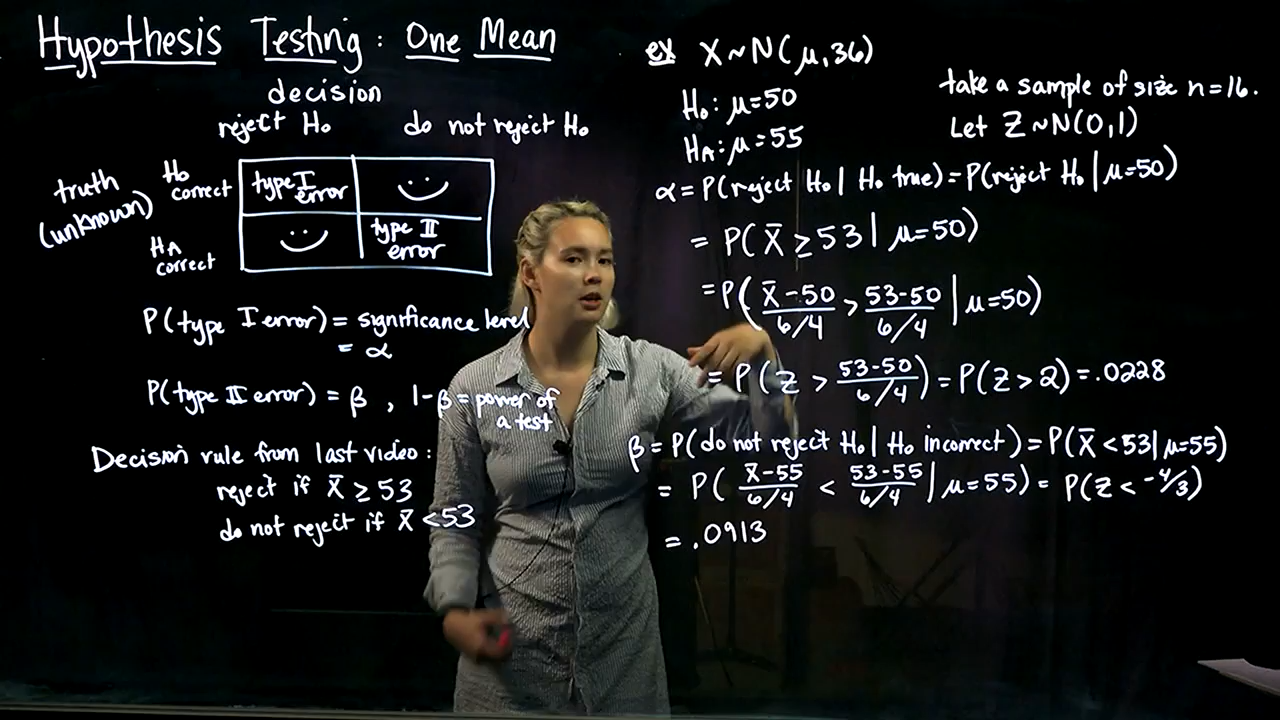 Hypothesis Testing: One Mean
decision
reject H₀ do not reject H₀
truth (unknown)
H₀ correct
type I error
☺
H_A correct
☺
type II error
P(type I error) = significance level
= α
P(type II error) = β , 1-β = power of a test
Decision rule from last video:
reject if X̄ ≥ 53
do not reject if X̄ < 53
ex X~N(μ,36)
H₀: μ=50
H_A: μ=55
take a sample of size n=16.
Let Z~N(0,1)
α = P(reject H₀ | H₀ true) = P(reject H₀ | μ=50)
= P(X̄ ≥ 53 | μ=50)
= P( (X̄-50)/(6/4) > (53-50)/(6/4) | μ=50)
= P( Z > (53-50)/(6/4) ) = P(Z>2) = .0228
β = P(do not reject H₀ | H₀ incorrect) = P(X̄ < 53 | μ=55)
= P( (X̄-55)/(6/4) < (53-55)/(6/4) | μ=55) = P(Z < -4/3)
= .0913